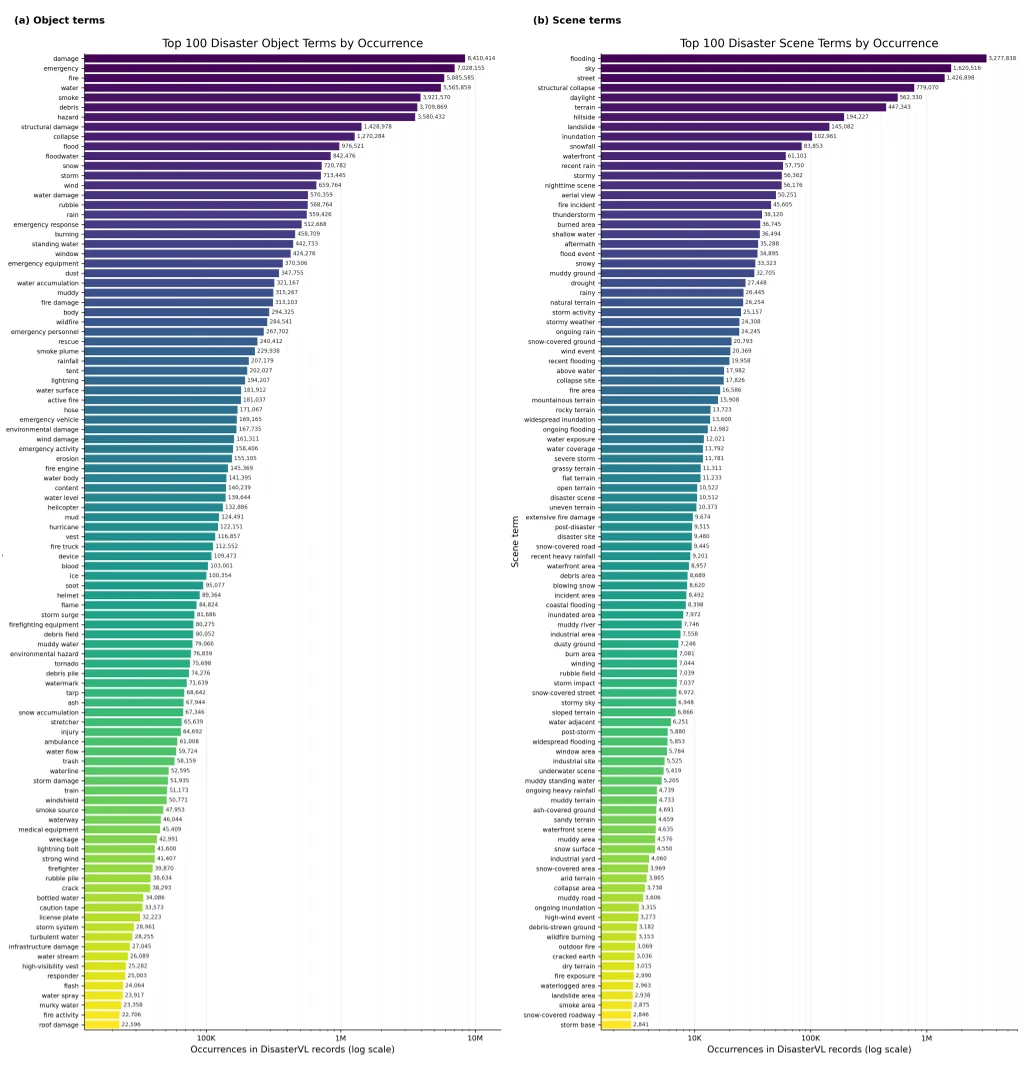 (a) Object terms
Top 100 Disaster Object Terms by Occurrence
damage 8,410,414
emergency 7,028,155
fire 5,885,585
water 5,565,859
smoke 3,921,570
debris 3,709,869
hazard 3,580,432
structural damage 1,428,978
collapse 1,270,284
flood 976,521
floodwater 842,476
snow 720,782
storm 713,445
wind 659,764
water damage 570,359
rubble 568,764
rain 559,426
emergency response 512,668
burning 458,709
standing water 442,733
window 424,276
emergency equipment 370,506
dust 347,755
water accumulation 321,167
muddy 315,267
fire damage 313,103
body 294,325
wildfire 284,541
emergency personnel 267,702
rescue 240,412
smoke plume 229,938
rainfall 207,179
tent 202,027
lightning 194,207
water surface 181,912
active fire 181,037
hose 171,067
emergency vehicle 169,165
environmental damage 167,735
wind damage 161,311
emergency activity 158,406
erosion 155,105
fire engine 145,369
water body 141,395
content 140,239
water level 139,644
helicopter 132,886
mud 124,491
hurricane 122,151
vest 116,857
fire truck 112,552
device 109,473
blood 103,001
ice 100,354
soot 95,077
helmet 89,364
flame 84,824
storm surge 81,686
firefighting equipment 80,275
debris field 80,052
muddy water 79,066
environmental hazard 76,839
tornado 75,698
debris pile 74,276
watermark 71,639
tarp 68,642
ash 67,944
snow accumulation 67,346
stretcher 65,639
injury 64,692
ambulance 61,008
water flow 59,724
trash 58,159
waterline 52,595
storm damage 51,935
train 51,173
windshield 50,771
smoke source 47,953
waterway 46,044
medical equipment 45,409
wreckage 42,991
lightning bolt 41,600
strong wind 41,407
firefighter 39,870
rubble pile 38,634
crack 38,293
bottled water 34,086
caution tape 33,573
license plate 32,223
storm system 28,961
turbulent water 28,255
infrastructure damage 27,045
water stream 26,089
high-visibility vest 25,282
responder 25,003
flash 24,064
water spray 23,917
murky water 23,358
fire activity 22,706
roof damage 22,596
100K 1M 10M
Occurrences in DisasterVL records (log scale)
(b) Scene terms
Top 100 Disaster Scene Terms by Occurrence
Scene term
flooding 3,277,838
sky 1,620,516
street 1,426,898
structural collapse 779,070
daylight 562,330
terrain 447,343
hillside 194,227
landslide 145,082
inundation 102,961
snowfall 83,853
waterfront 61,101
recent rain 57,750
stormy 56,362
nighttime scene 56,176
aerial view 50,251
fire incident 45,605
thunderstorm 38,120
burned area 36,745
shallow water 36,494
aftermath 35,288
flood event 34,895
snowy 33,323
muddy ground 32,705
drought 27,448
rainy 26,445
natural terrain 26,254
storm activity 25,157
stormy weather 24,308
ongoing rain 24,245
snow-covered ground 20,793
wind event 20,369
recent flooding 19,958
above water 17,982
collapse site 17,826
fire area 16,586
mountainous terrain 15,908
rocky terrain 13,723
widespread inundation 13,600
ongoing flooding 12,982
water exposure 12,021
water coverage 11,792
severe storm 11,781
grassy terrain 11,311
flat terrain 11,233
open terrain 10,522
disaster scene 10,512
uneven terrain 10,373
extensive fire damage 9,674
post-disaster 9,515
disaster site 9,480
snow-covered road 9,445
recent heavy rainfall 9,201
waterfront area 8,957
debris area 8,689
blowing snow 8,620
incident area 8,492
coastal flooding 8,398
inundated area 7,972
muddy river 7,746
industrial area 7,558
dusty ground 7,246
burn area 7,081
winding 7,044
rubble field 7,039
storm impact 7,037
snow-covered street 6,972
stormy sky 6,948
sloped terrain 6,866
water adjacent 6,251
post-storm 5,880
widespread flooding 5,853
window area 5,784
industrial site 5,525
underwater scene 5,419
muddy standing water 5,205
ongoing heavy rainfall 4,739
muddy terrain 4,733
ash-covered ground 4,691
sandy terrain 4,659
waterfront scene 4,635
muddy area 4,576
snow surface 4,550
industrial yard 4,060
snow-covered area 3,969
arid terrain 3,865
collapse area 3,738
muddy road 3,606
ongoing inundation 3,315
high-wind event 3,273
debris-strewn ground 3,182
wildfire burning 3,153
outdoor fire 3,069
cracked earth 3,036
dry terrain 3,015
fire exposure 2,990
waterlogged area 2,963
landslide area 2,938
smoke area 2,875
snow-covered roadway 2,846
storm base 2,841
10K 100K 1M
Occurrences in DisasterVL records (log scale)